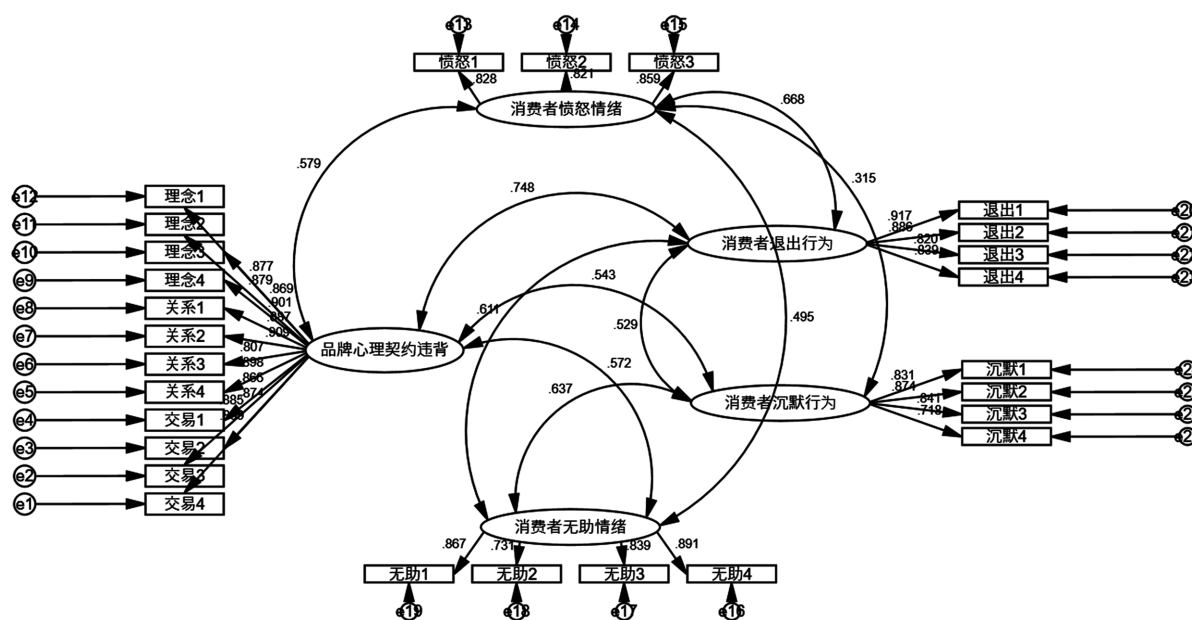 e13 e14 e15
愤怒1 愤怒2 愤怒3
.828 .821 .859
消费者愤怒情绪
.668
.579
.315
.748
e12 理念1
e11 理念2
e10 理念3
e9 理念4
e8 关系1
e7 关系2
e6 关系3
e5 关系4
e4 交易1
e3 交易2
e2 交易3
e1 交易4
.877
.879 .869
.901
.887
.809
.807
.898
.866
.874
.885
品牌心理契约违背
消费者退出行为
.917
.886
.820
.839
退出1
退出2
退出3
退出4
.543
.611
.529
.495
.572
.637
消费者沉默行为
.831
.874
.841
.718
沉默1
沉默2
沉默3
沉默4
消费者无助情绪
.867 .731 .839 .891
无助1 无助2 无助3 无助4
e19 e18 e17 e16